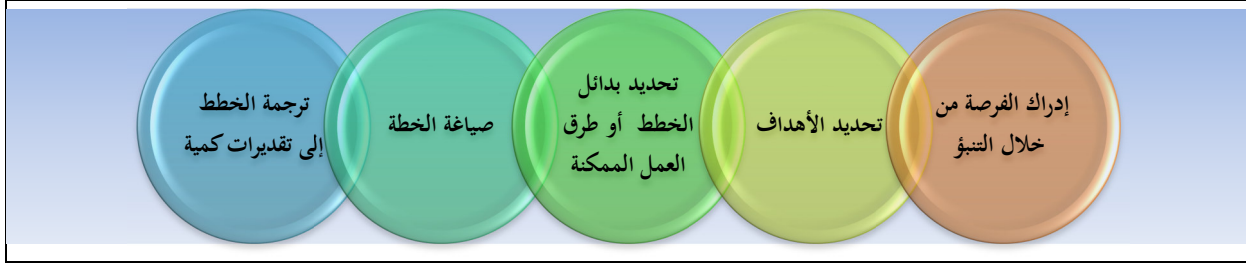 إدراك الفرصة من
خلال التنبؤ
تحديد الأهداف
تحديد بدائل
الخطط أو طرق
العمل الممكنة
صياغة الخطة
ترجمة الخطط
إلى تقديرات كمية